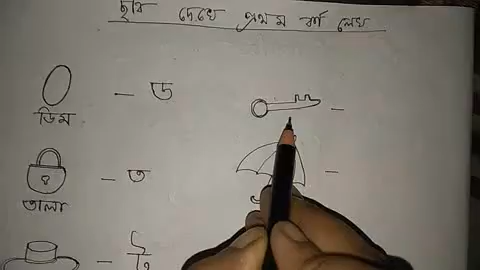 ছবি দেখে প্রথম বর্ণ লেখ
— ড —
ডিম
— ত —
তালা
— টৈ